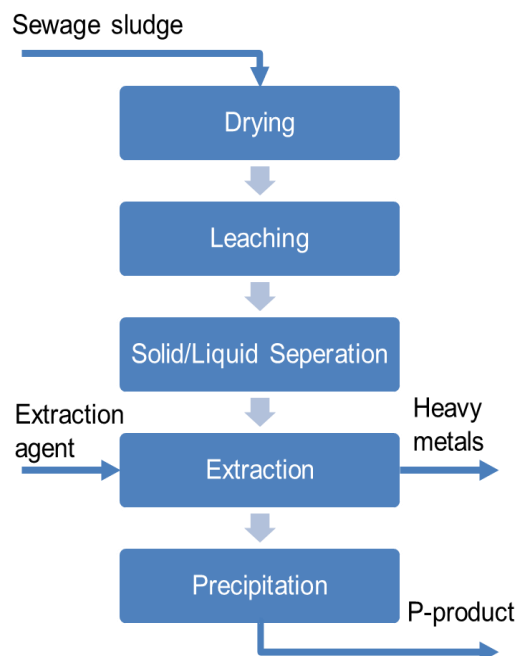 Sewage sludge
Drying
Leaching
Solid/Liquid Seperation
Extraction
agent
Heavy
metals
Extraction
Precipitation
P-product